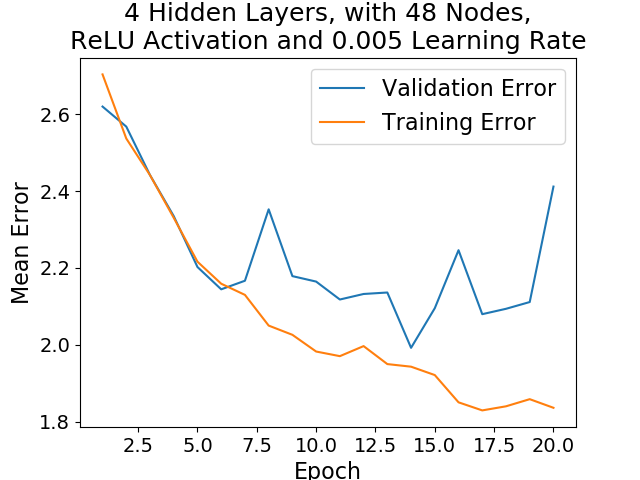 4 Hidden Layers, with 48 Nodes,
ReLU Activation and 0.005 Learning Rate
Validation Error
Training Error
Mean Error
2.6
2.4
2.2
2.0
1.8
2.5 5.0 7.5 10.0 12.5 15.0 17.5 20.0
Epoch